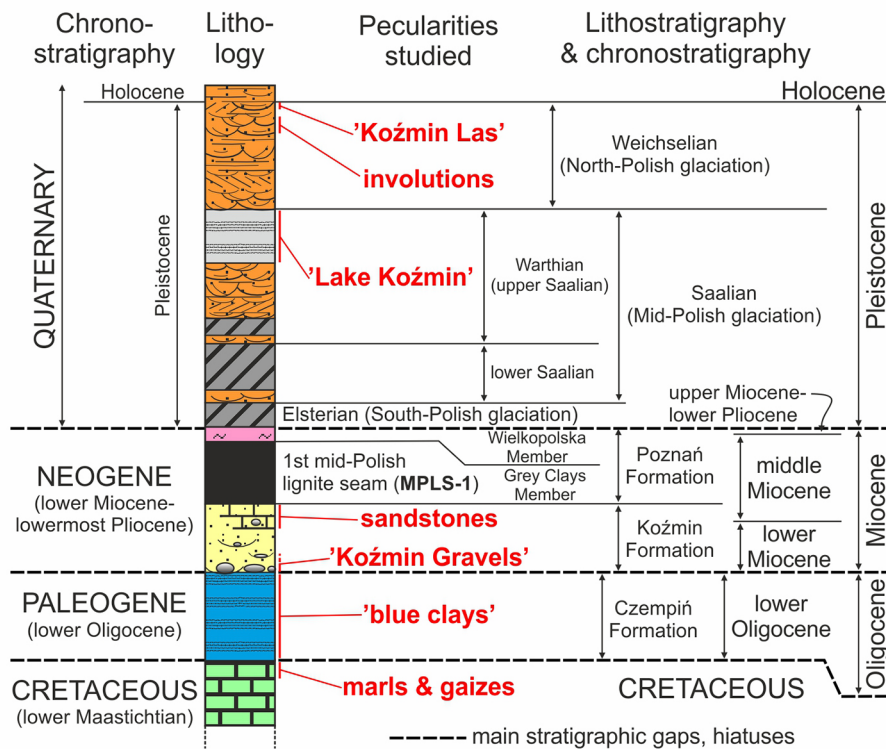 Chrono-
stratigraphy
Litho-
logy
Pecularities
studied
Lithostratigraphy
& chronostratigraphy
Holocene
Holocene
QUATERNARY
Pleistocene
'Koźmin Las'
involutions
Weichselian
(North-Polish glaciation)
Pleistocene
'Lake Koźmin'
Warthian
(upper Saalian)
Saalian
(Mid-Polish glaciation)
lower Saalian
Elsterian (South-Polish glaciation)
upper Miocene-
lower Pliocene
NEOGENE
(lower Miocene-
lowermost Pliocene)
1st mid-Polish
lignite seam (MPLS-1)
Wielkopolska
Member
Grey Clays
Member
Poznań
Formation
middle
Miocene
Miocene
sandstones
'Koźmin Gravels'
Koźmin
Formation
lower
Miocene
PALEOGENE
(lower Oligocene)
'blue clays'
Czempiń
Formation
lower
Oligocene
Oligocene
CRETACEOUS
(lower Maastichtian)
marls & gaizes
CRETACEOUS
main stratigraphic gaps, hiatuses